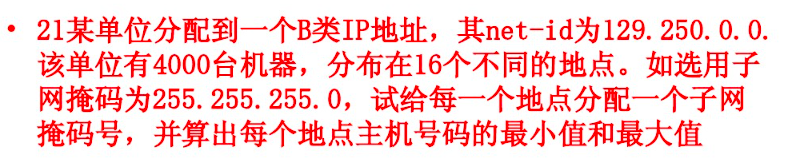 • 21某单位分配到一个B类IP地址，其net-id为129.250.0.0.
该单位有4000台机器，分布在16个不同的地点。如选用子
网掩码为255.255.255.0，试给每一个地点分配一个子网
掩码号，并算出每个地点主机号码的最小值和最大值